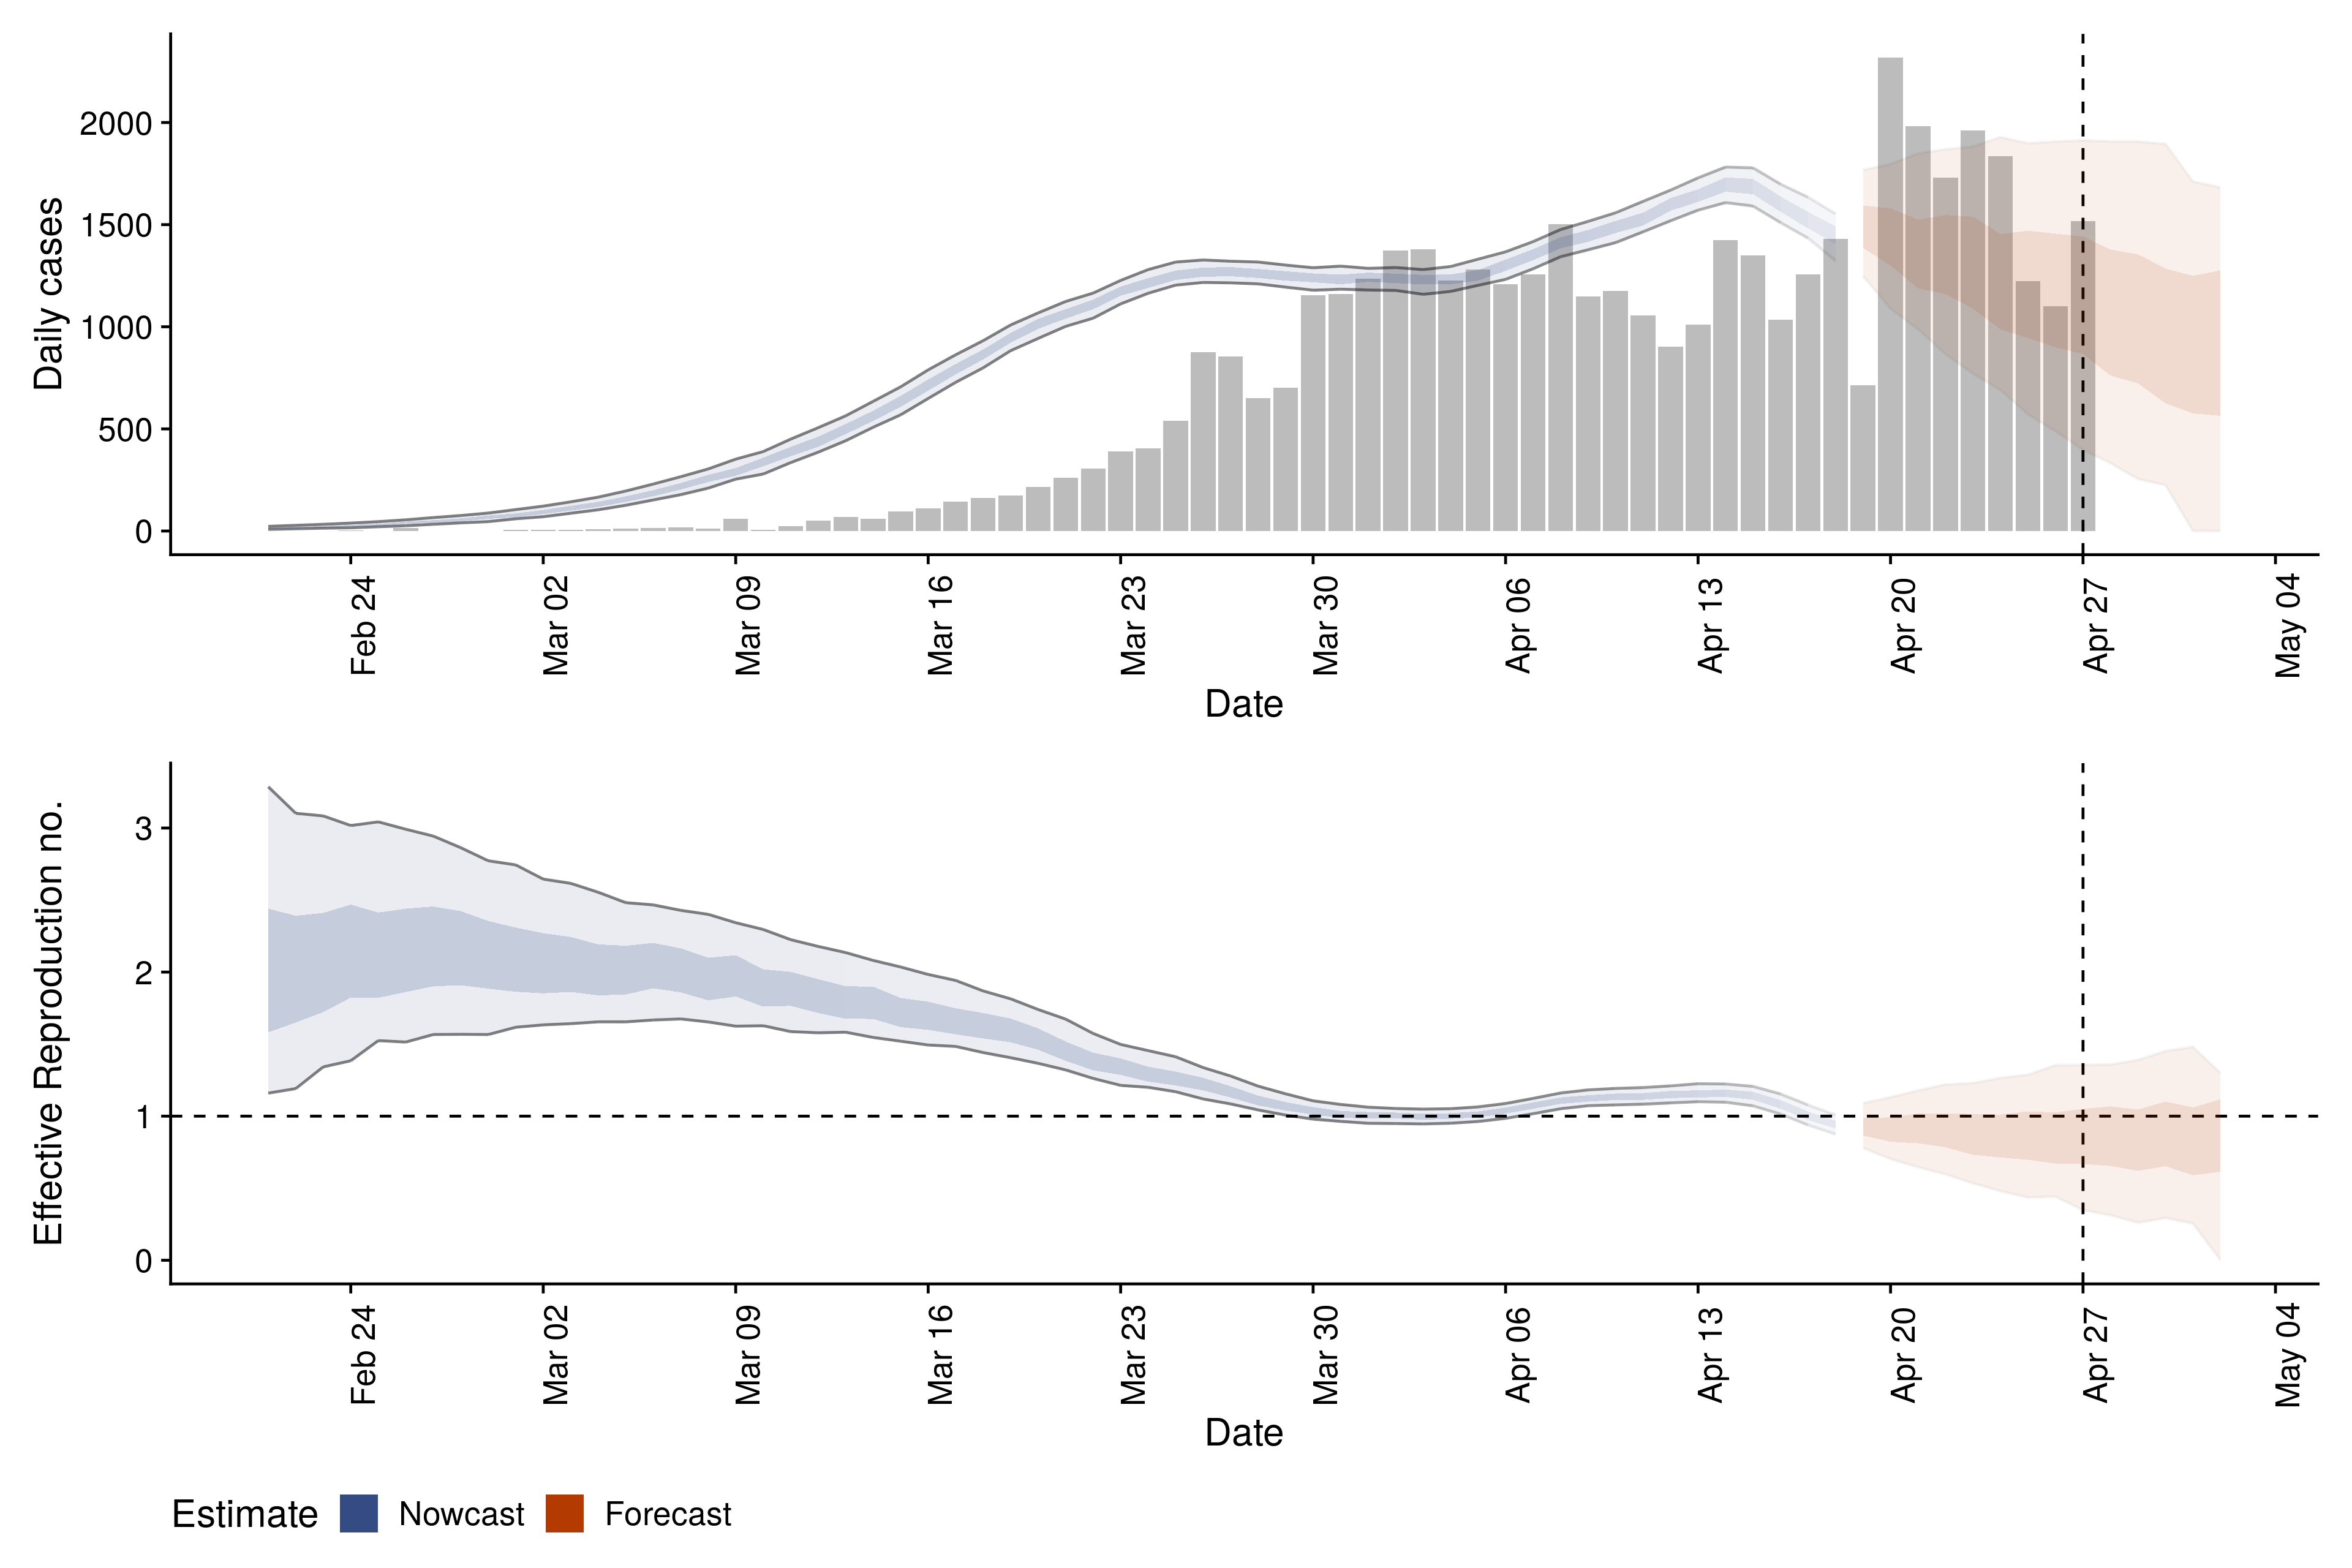 Daily cases
2000
1500
1000
500
0
Feb 24
Mar 02
Mar 09
Mar 16
Mar 23
Mar 30
Apr 06
Apr 13
Apr 20
Apr 27
May 04
Date
Effective Reproduction no.
3
2
1
0
Feb 24
Mar 02
Mar 09
Mar 16
Mar 23
Mar 30
Apr 06
Apr 13
Apr 20
Apr 27
May 04
Date
Estimate Nowcast Forecast